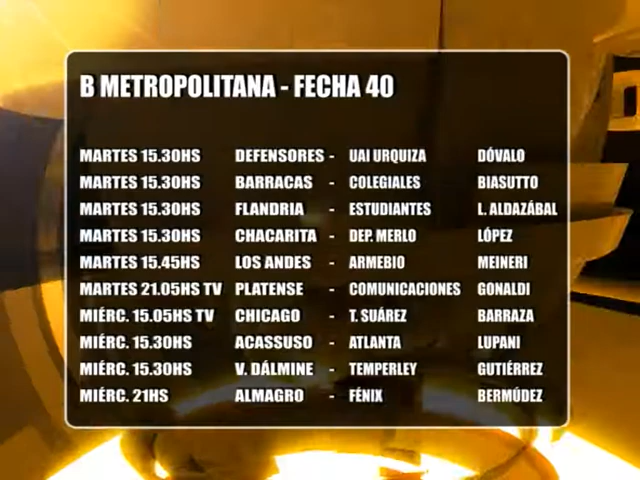 B METROPOLITANA - FECHA 40
MARTES 15.30HS DEFENSORES - UAI URQUIZA DÓVALO
MARTES 15.30HS BARRACAS - COLEGIALES BIASUTTO
MARTES 15.30HS FLANDRIA - ESTUDIANTES L. ALDAZÁBAL
MARTES 15.30HS CHACARITA - DEP. MERLO LÓPEZ
MARTES 15.45HS LOS ANDES - ARMEBIO MEINERI
MARTES 21.05HS TV PLATENSE - COMUNICACIONES GONALDI
MIÉRC. 15.05HS TV CHICAGO - T. SUÁREZ BARRAZA
MIÉRC. 15.30HS ACASSUSO - ATLANTA LUPANI
MIÉRC. 15.30HS V. DÁLMINE - TEMPERLEY GUTIÉRREZ
MIÉRC. 21HS ALMAGRO - FÉNIX BERMÚDEZ